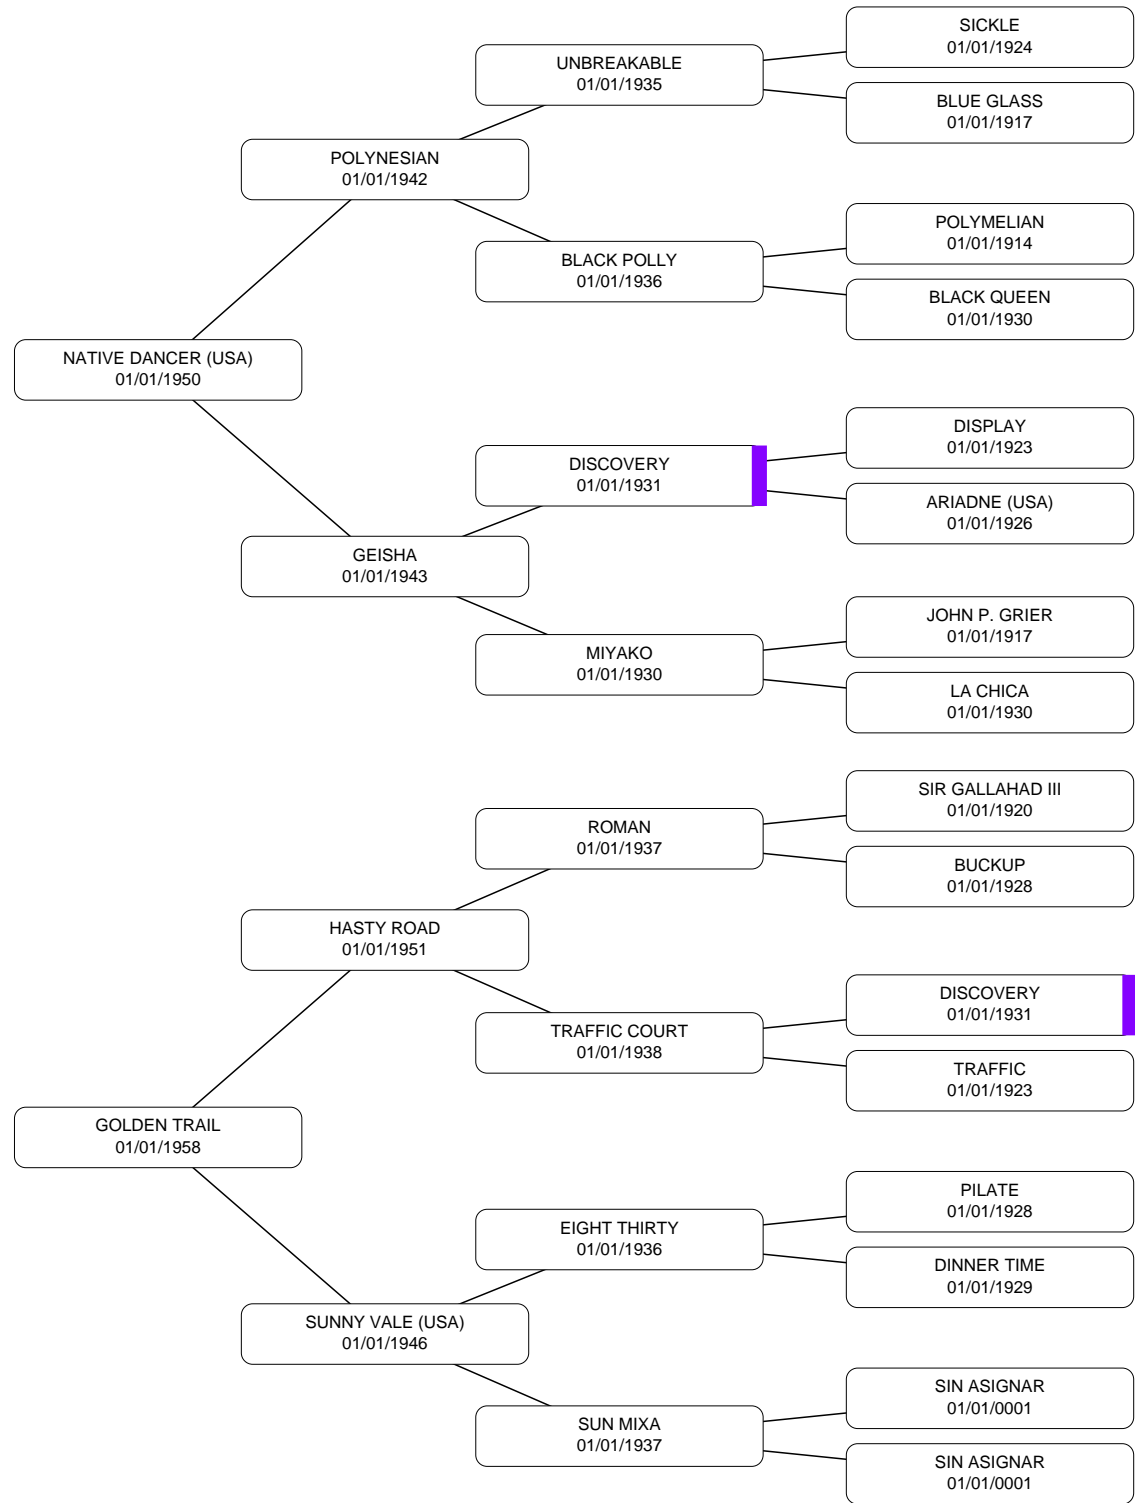 SICKLE
01/01/1924
UNBREAKABLE
01/01/1935
BLUE GLASS
01/01/1917
POLYNESIAN
01/01/1942
POLYMELIAN
01/01/1914
BLACK POLLY
01/01/1936
BLACK QUEEN
01/01/1930
NATIVE DANCER (USA)
01/01/1950
DISPLAY
01/01/1923
DISCOVERY
01/01/1931
ARIADNE (USA)
01/01/1926
GEISHA
01/01/1943
JOHN P. GRIER
01/01/1917
MIYAKO
01/01/1930
LA CHICA
01/01/1930
SIR GALLAHAD III
01/01/1920
ROMAN
01/01/1937
BUCKUP
01/01/1928
HASTY ROAD
01/01/1951
DISCOVERY
01/01/1931
TRAFFIC COURT
01/01/1938
TRAFFIC
01/01/1923
GOLDEN TRAIL
01/01/1958
PILATE
01/01/1928
EIGHT THIRTY
01/01/1936
DINNER TIME
01/01/1929
SUNNY VALE (USA)
01/01/1946
SIN ASIGNAR
01/01/0001
SUN MIXA
01/01/1937
SIN ASIGNAR
01/01/0001